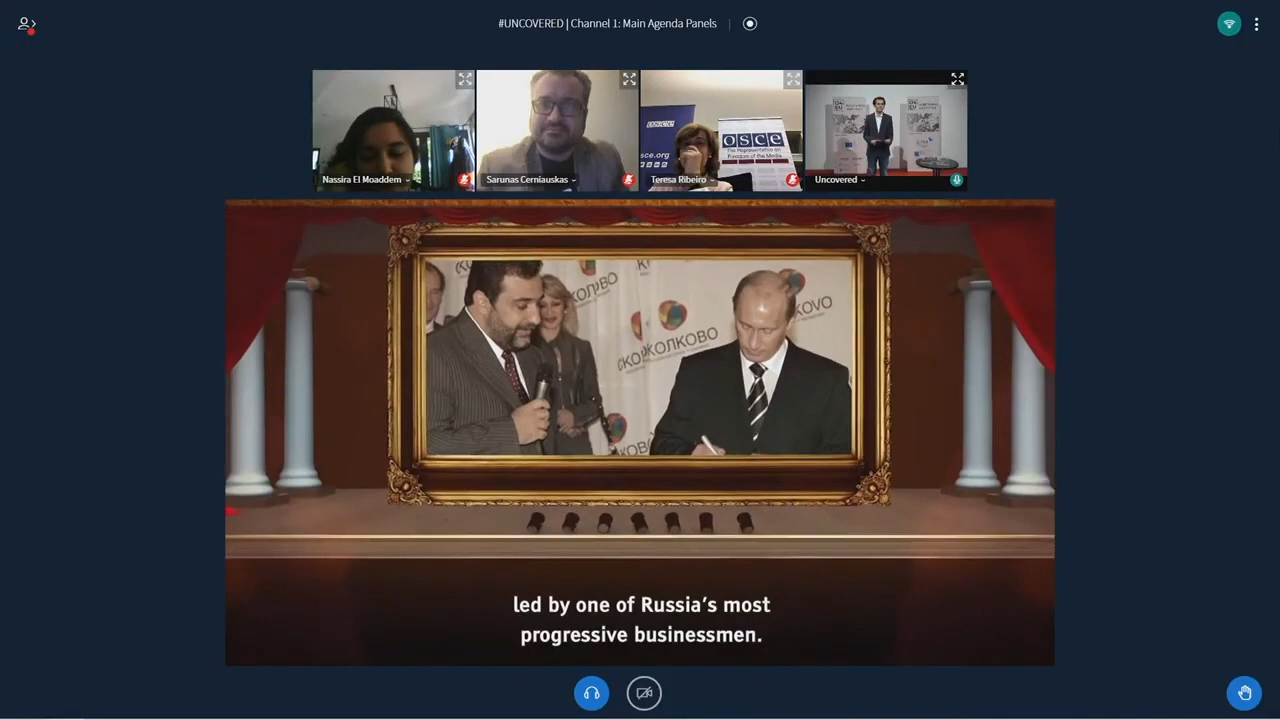 #UNCOVERED | Channel 1: Main Agenda Panels
Nassira El Moaddem
Sarunas Cerniauskas
Teresa Ribeiro
Uncovered
osce
osce.org
OSCE
The Representative on
Freedom of the Media
СКОЛКОВО
led by one of Russia's most
progressive businessmen.